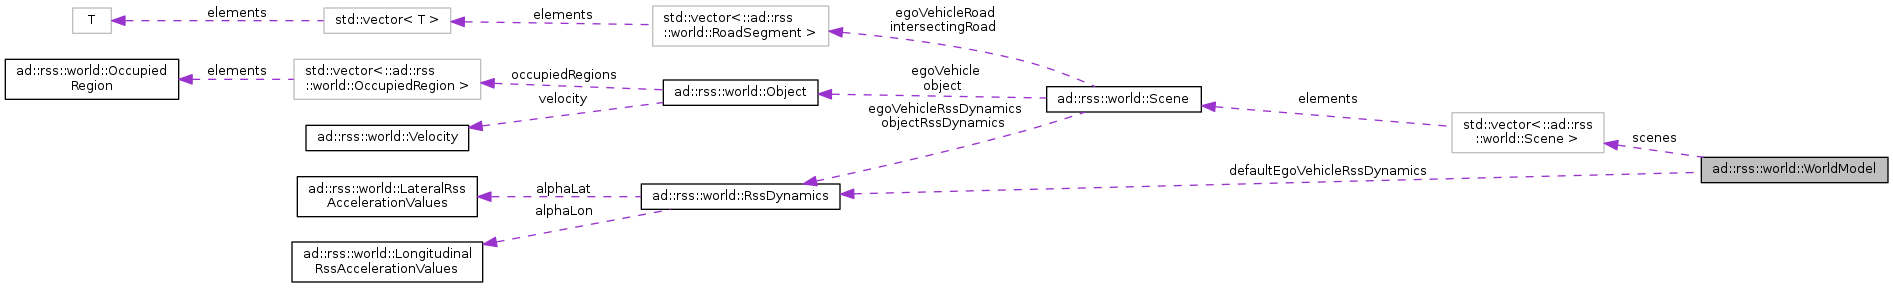 T
elements
std::vector< T >
elements
std::vector< ::ad::rss
::world::RoadSegment >
egoVehicleRoad
intersectingRoad
ad::rss::world::Occupied
Region
elements
std::vector< ::ad::rss
::world::OccupiedRegion >
occupiedRegions
velocity
ad::rss::world::Object
egoVehicle
object
egoVehicleRssDynamics
objectRssDynamics
ad::rss::world::Scene
elements
std::vector< ::ad::rss
::world::Scene >
scenes
ad::rss::world::WorldModel
ad::rss::world::Velocity
defaultEgoVehicleRssDynamics
ad::rss::world::LateralRss
AccelerationValues
alphaLat
alphaLon
ad::rss::world::RssDynamics
ad::rss::world::Longitudinal
RssAccelerationValues